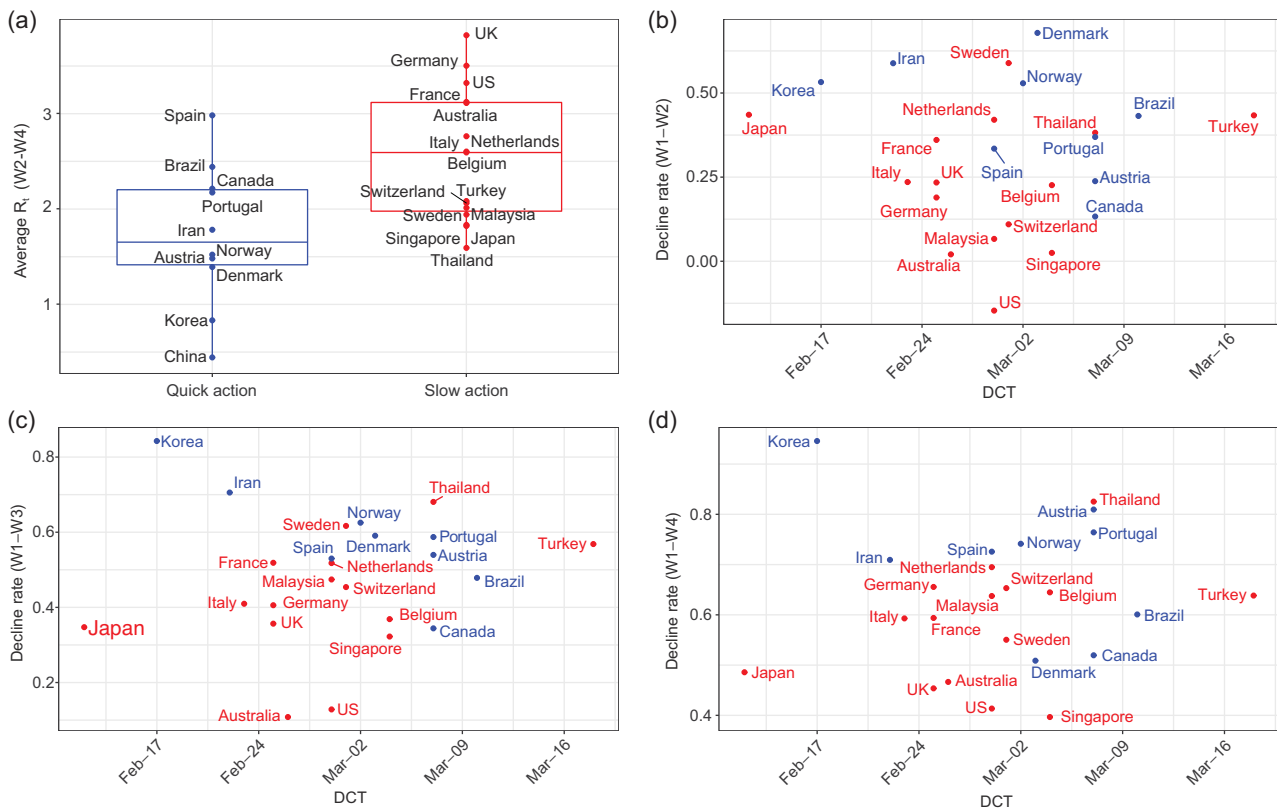 (a)
Average Rt (W2-W4)
3
2
1
Spain
Brazil
Canada
Portugal
Iran
Norway
Austria
Denmark
Korea
China
UK
Germany
US
France
Australia
Italy
Netherlands
Belgium
Switzerland
Turkey
Sweden
Malaysia
Singapore
Japan
Thailand
Quick action
Slow action
(b)
Decline rate (W1–W2)
0.50
0.25
0.00
Denmark
Iran
Sweden
Norway
Korea
Brazil
Netherlands
Japan
Thailand
Turkey
France
Portugal
Spain
Italy
UK
Austria
Belgium
Germany
Canada
Switzerland
Malaysia
Australia
Singapore
US
Feb–17
Feb–24
Mar–02
Mar–09
Mar–16
DCT
(c)
Decline rate (W1–W3)
0.8
0.6
0.4
0.2
Korea
Iran
Thailand
Norway
Sweden
Portugal
Denmark
Turkey
Spain
Austria
France
Netherlands
Malaysia
Switzerland
Brazil
Italy
Germany
Belgium
UK
Japan
Canada
Singapore
Australia
US
Feb–17
Feb–24
Mar–02
Mar–09
Mar–16
DCT
(d)
Decline rate (W1–W4)
0.8
0.6
0.4
Korea
Thailand
Austria
Portugal
Norway
Spain
Iran
Netherlands
Germany
Switzerland
Belgium
Turkey
Malaysia
Italy
France
Brazil
Sweden
Canada
Denmark
Japan
Australia
UK
US
Singapore
Feb–17
Feb–24
Mar–02
Mar–09
Mar–16
DCT